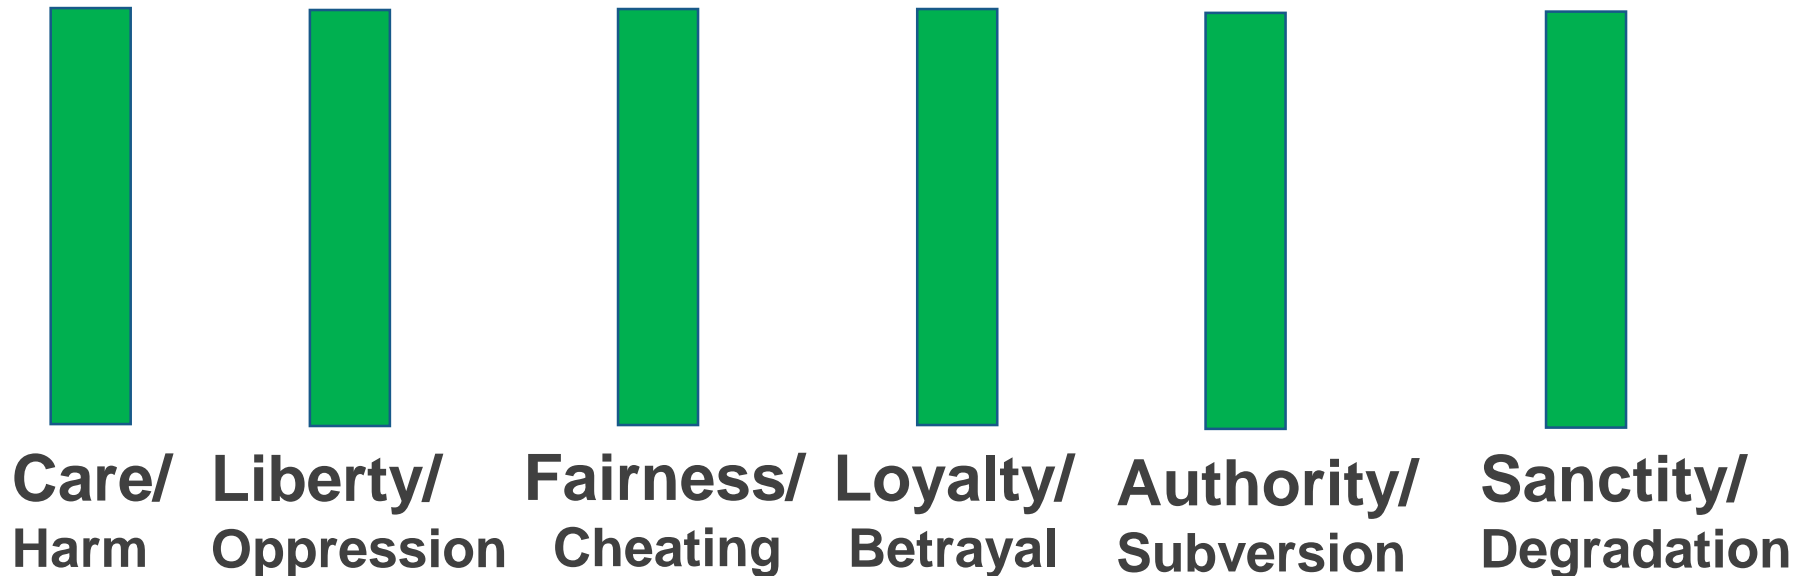 Care/ Liberty/ Fairness/ Loyalty/ Authority/ Sanctity/
Harm Oppression Cheating Betrayal Subversion Degradation